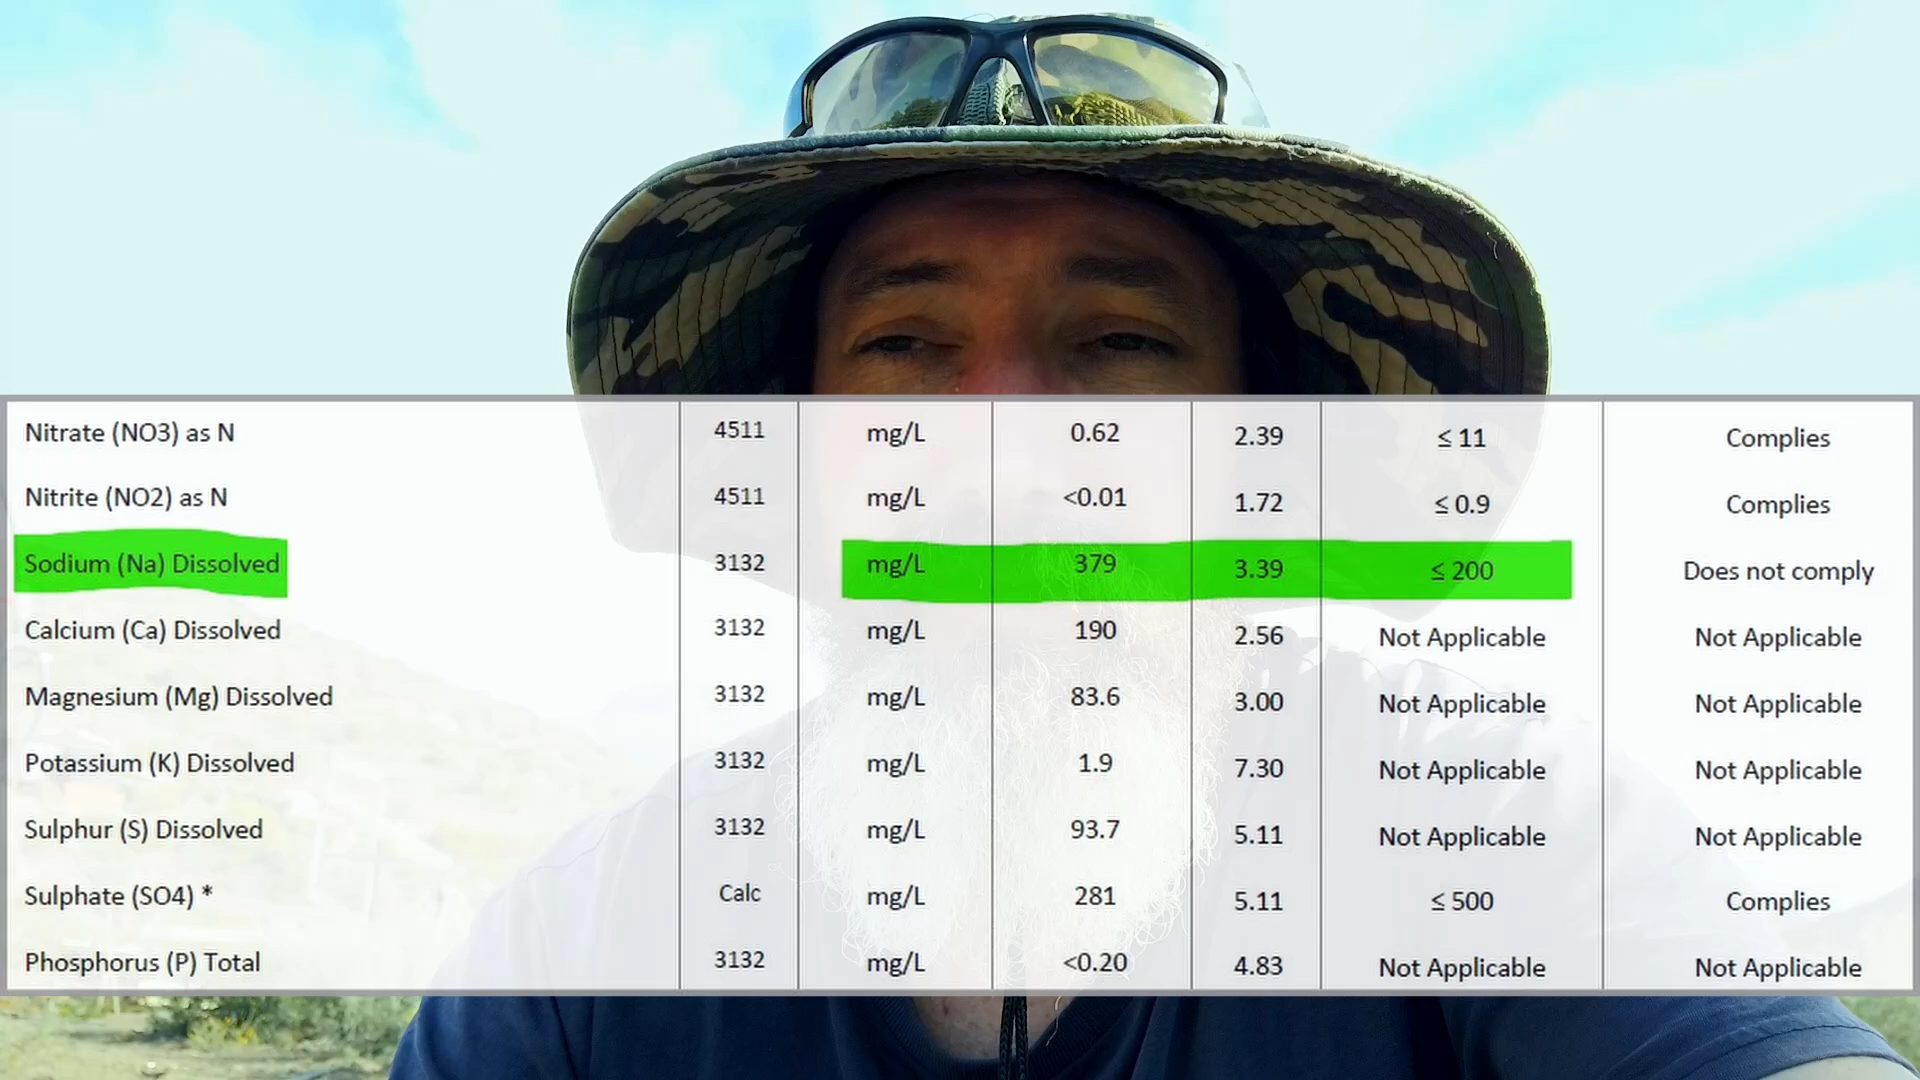 Nitrate (NO3) as N 4511 mg/L 0.62 2.39 ≤ 11 Complies
Nitrite (NO2) as N 4511 mg/L <0.01 1.72 ≤ 0.9 Complies
Sodium (Na) Dissolved 3132 mg/L 379 3.39 ≤ 200 Does not comply
Calcium (Ca) Dissolved 3132 mg/L 190 2.56 Not Applicable Not Applicable
Magnesium (Mg) Dissolved 3132 mg/L 83.6 3.00 Not Applicable Not Applicable
Potassium (K) Dissolved 3132 mg/L 1.9 7.30 Not Applicable Not Applicable
Sulphur (S) Dissolved 3132 mg/L 93.7 5.11 Not Applicable Not Applicable
Sulphate (SO4) * Calc mg/L 281 5.11 ≤ 500 Complies
Phosphorus (P) Total 3132 mg/L <0.20 4.83 Not Applicable Not Applicable